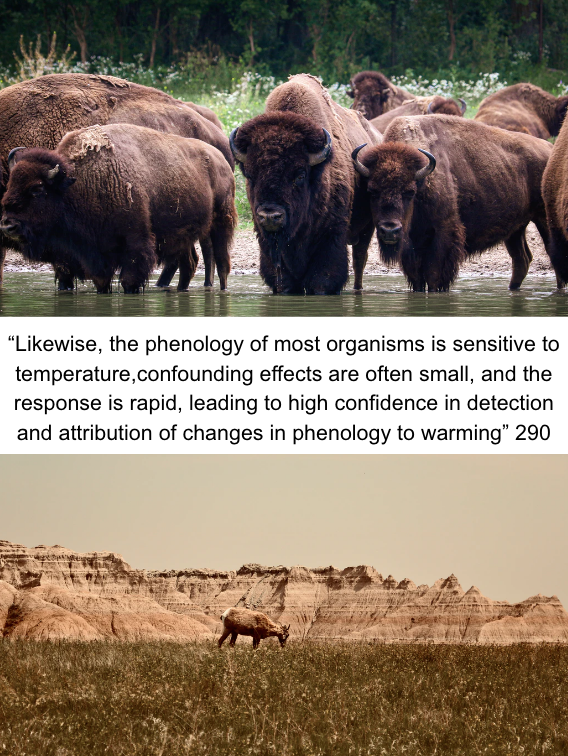 “Likewise, the phenology of most organisms is sensitive to
temperature,confounding effects are often small, and the
response is rapid, leading to high confidence in detection
and attribution of changes in phenology to warming” 290